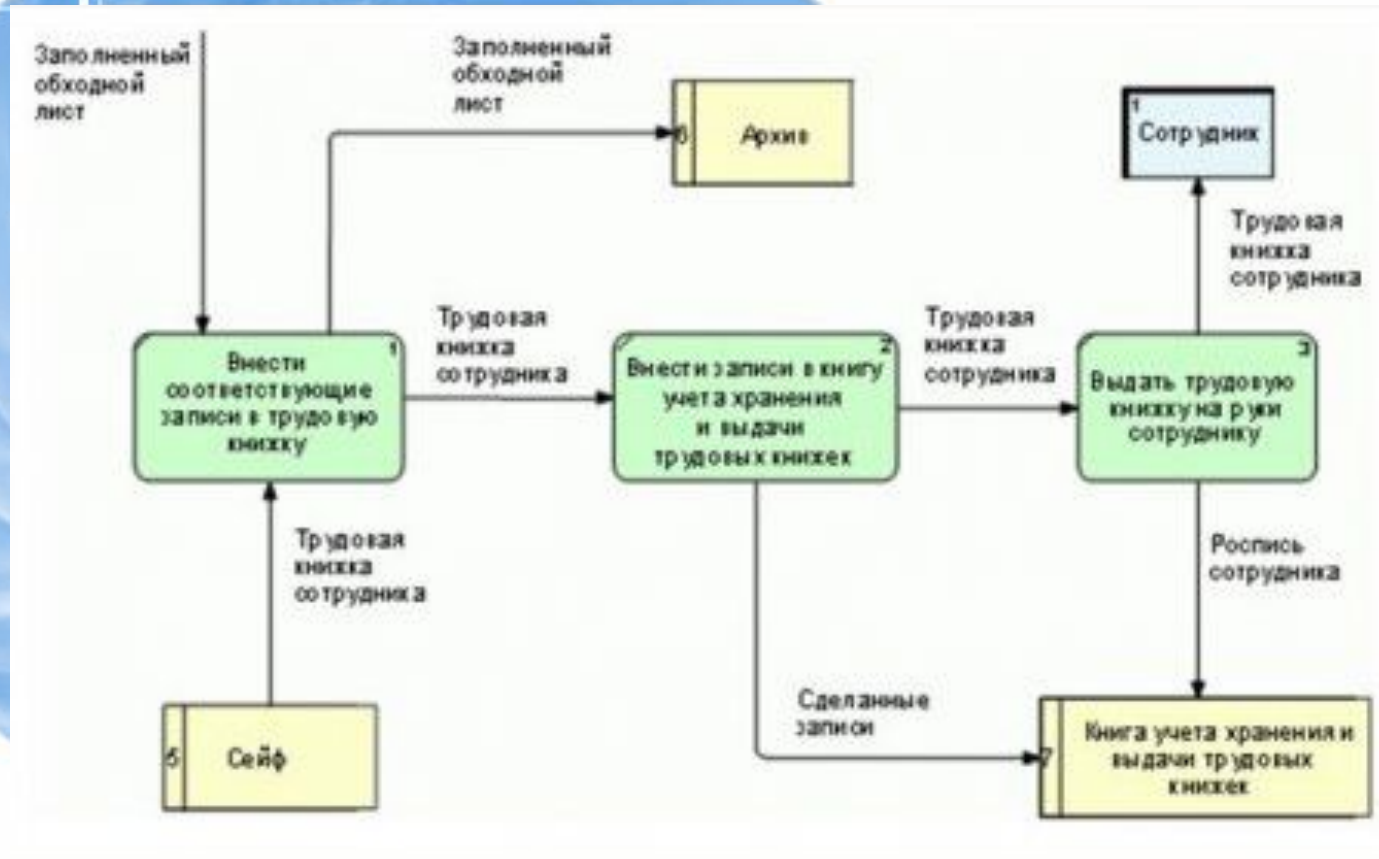 Заполненный
обходной
лист
Заполненный
обходной
лист
6
Архив
1
Сотрудник
Трудовая
книжка
сотрудника
1
Внести
соответствующие
записи в трудовую
книжку
Трудовая
книжка
сотрудника
2
Внести записи в книгу
учета хранения
и выдачи
трудовых книжек
Трудовая
книжка
сотрудника
3
Выдать трудовую
книжку на руки
сотруднику
Трудовая
книжка
сотрудника
Роспись
сотрудника
Сделанные
записи
5
Сейф
7
Книга учета хранения и
выдачи трудовых
книжек